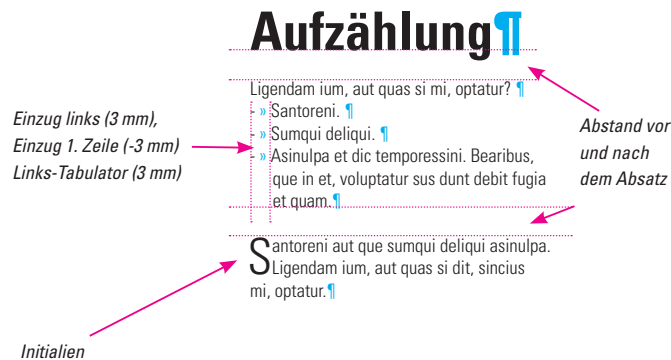 Aufzählung¶
Ligendam ium, aut quas si mi, optatur? ¶
- » Santoreni. ¶
- » Sumqui deliqui. ¶
- » Asinulpa et dic temporessini. Bearibus,
que in et, voluptatur sus dunt debit fugia
et quam.¶
Santoreni aut que sumqui deliqui asinulpa.
Ligendam ium, aut quas si dit, sincius
mi, optatur.¶
Einzug links (3 mm),
Einzug 1. Zeile (-3 mm)
Links-Tabulator (3 mm)
Abstand vor
und nach
dem Absatz
Initialien